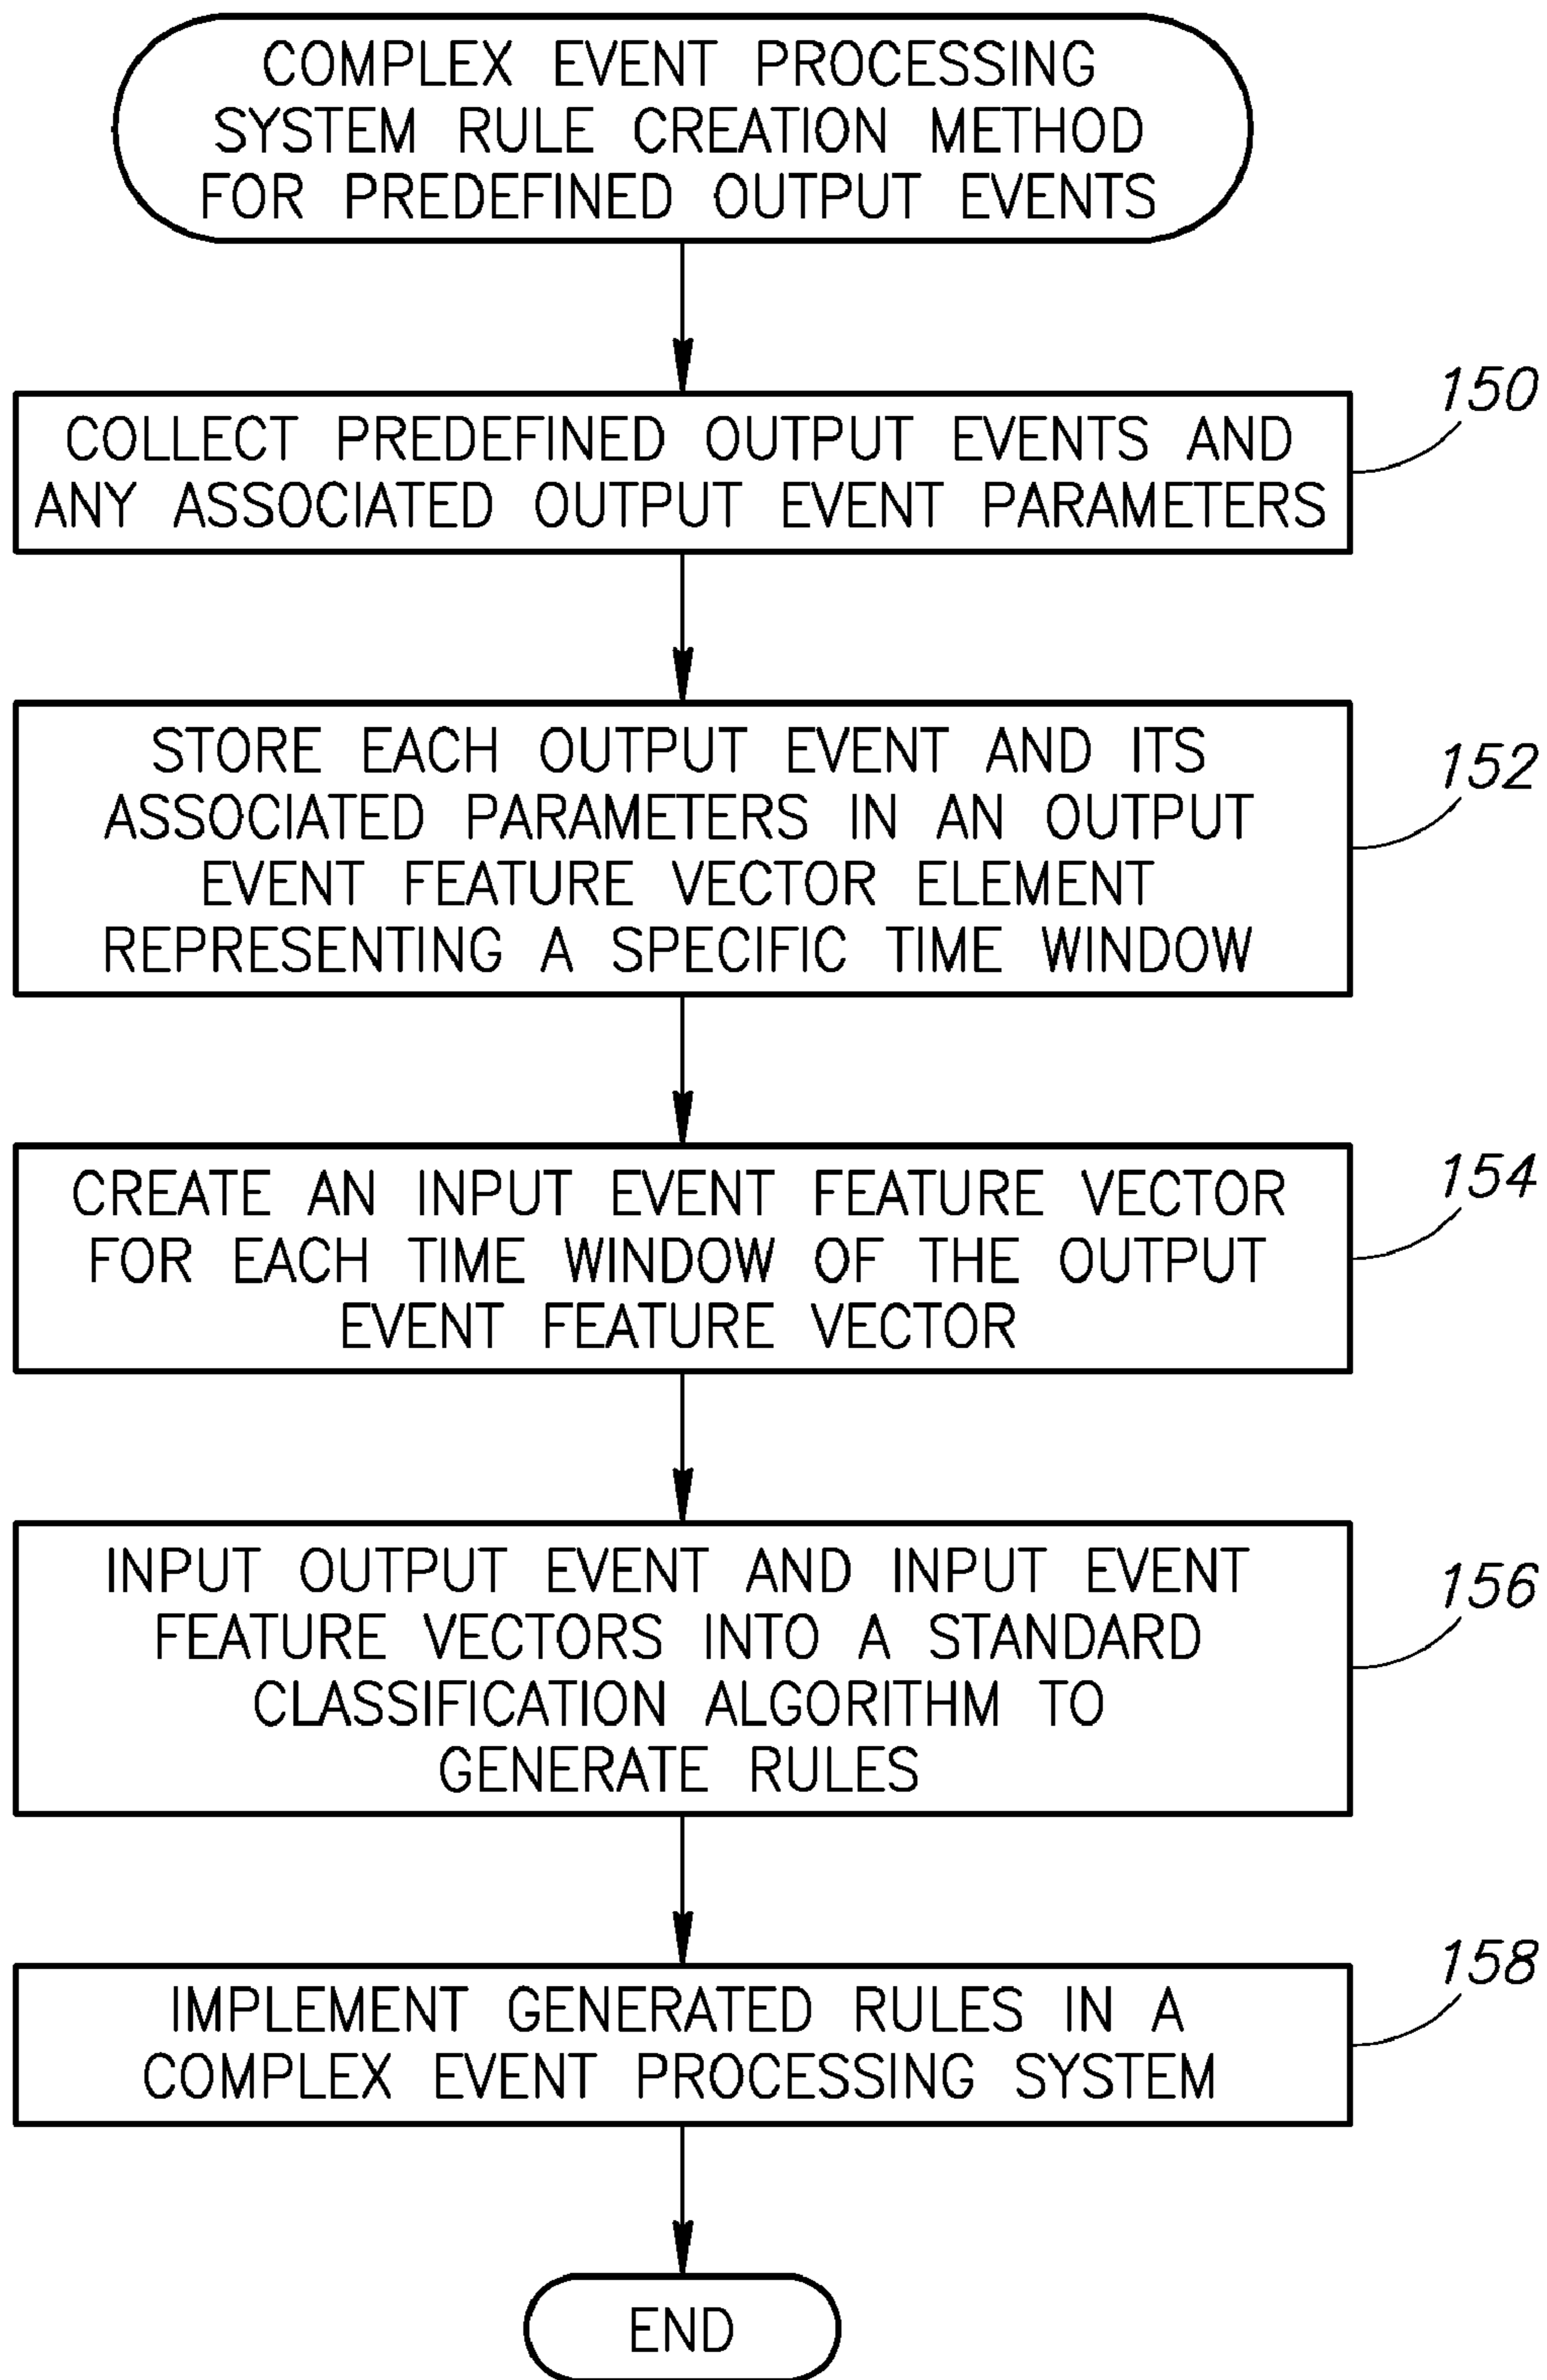 COMPLEX EVENT PROCESSING
SYSTEM RULE CREATION METHOD
FOR PREDEFINED OUTPUT EVENTS
150
COLLECT PREDEFINED OUTPUT EVENTS AND
ANY ASSOCIATED OUTPUT EVENT PARAMETERS
152
STORE EACH OUTPUT EVENT AND ITS
ASSOCIATED PARAMETERS IN AN OUTPUT
EVENT FEATURE VECTOR ELEMENT
REPRESENTING A SPECIFIC TIME WINDOW
154
CREATE AN INPUT EVENT FEATURE VECTOR
FOR EACH TIME WINDOW OF THE OUTPUT
EVENT FEATURE VECTOR
156
INPUT OUTPUT EVENT AND INPUT EVENT
FEATURE VECTORS INTO A STANDARD
CLASSIFICATION ALGORITHM TO
GENERATE RULES
158
IMPLEMENT GENERATED RULES IN A
COMPLEX EVENT PROCESSING SYSTEM
END